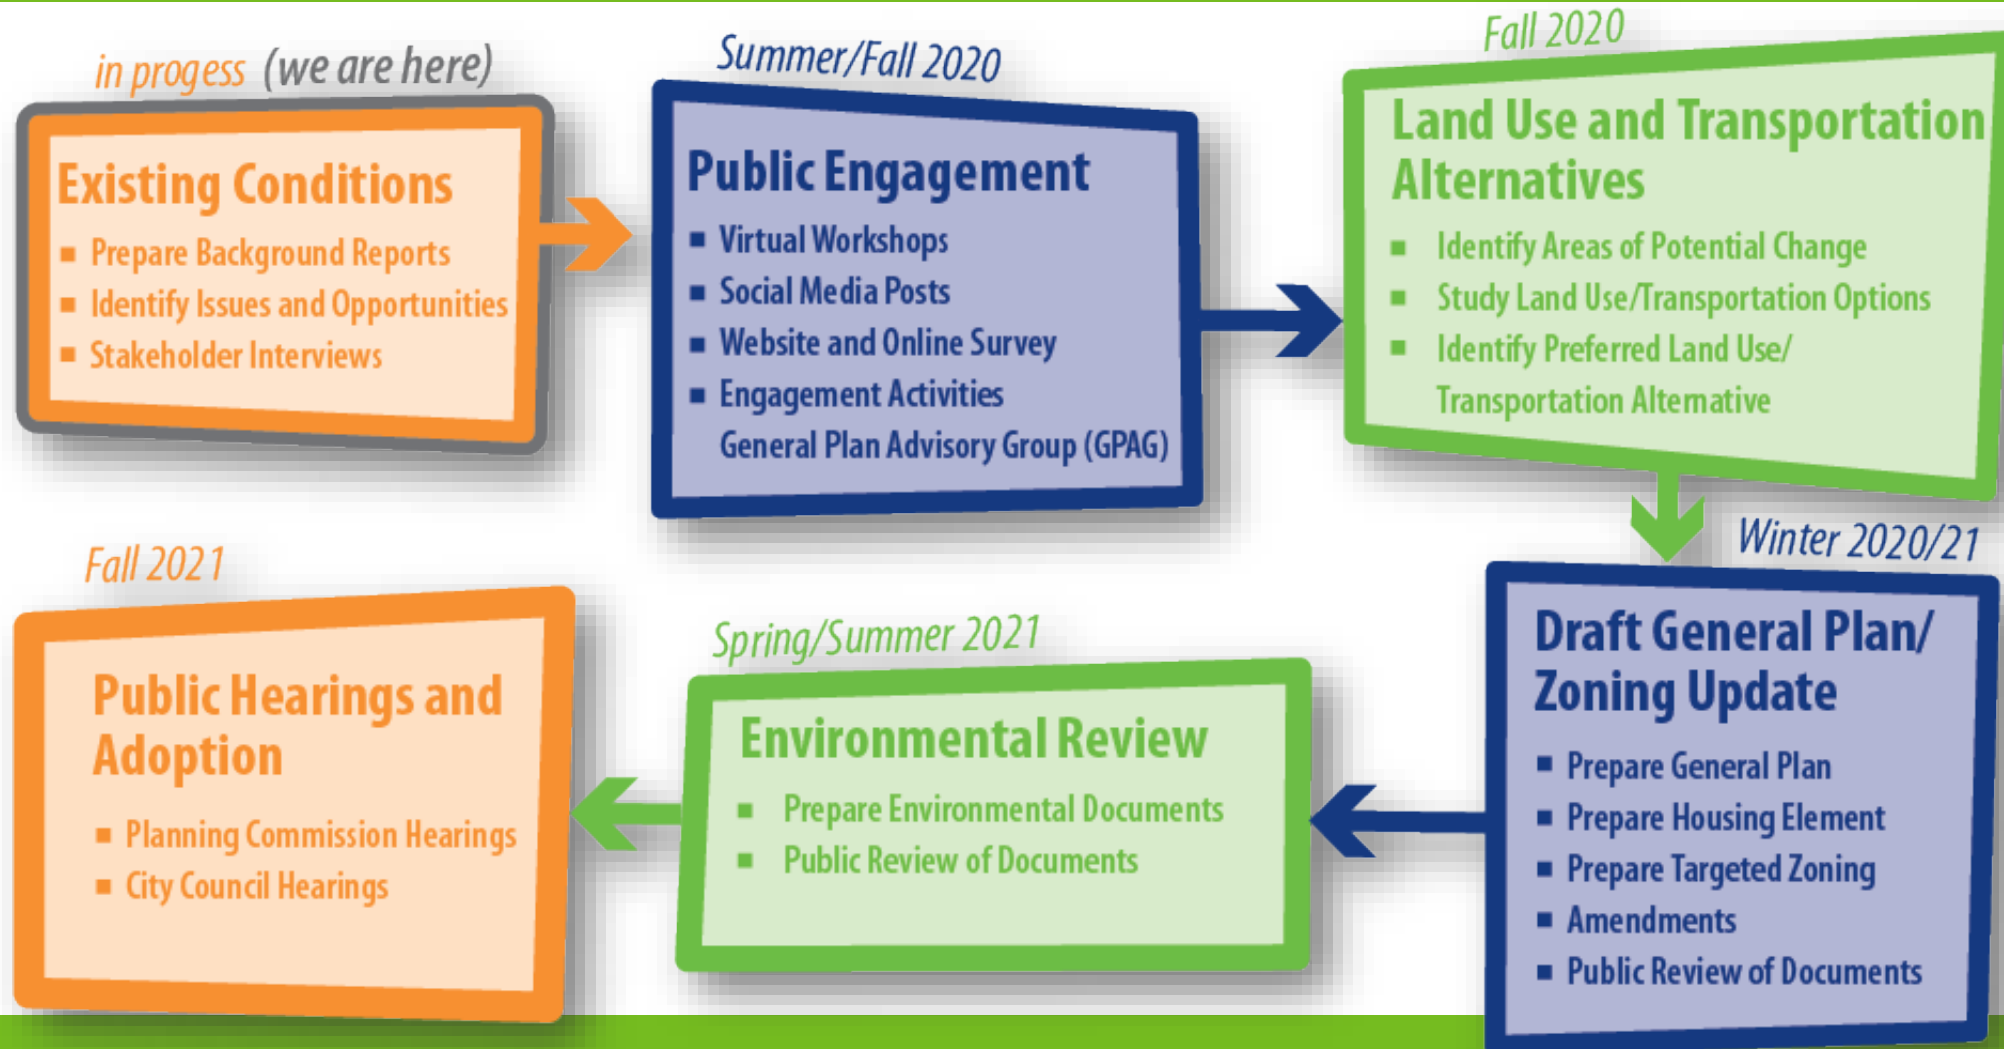 in progess (we are here)
Existing Conditions
▪ Prepare Background Reports
▪ Identify Issues and Opportunities
▪ Stakeholder Interviews
Summer/Fall 2020
Public Engagement
▪ Virtual Workshops
▪ Social Media Posts
▪ Website and Online Survey
▪ Engagement Activities
General Plan Advisory Group (GPAG)
Fall 2020
Land Use and Transportation
Alternatives
▪ Identify Areas of Potential Change
▪ Study Land Use/Transportation Options
▪ Identify Preferred Land Use/
Transportation Alternative
Winter 2020/21
Draft General Plan/
Zoning Update
▪ Prepare General Plan
▪ Prepare Housing Element
▪ Prepare Targeted Zoning
▪ Amendments
▪ Public Review of Documents
Spring/Summer 2021
Environmental Review
▪ Prepare Environmental Documents
▪ Public Review of Documents
Fall 2021
Public Hearings and
Adoption
▪ Planning Commission Hearings
▪ City Council Hearings